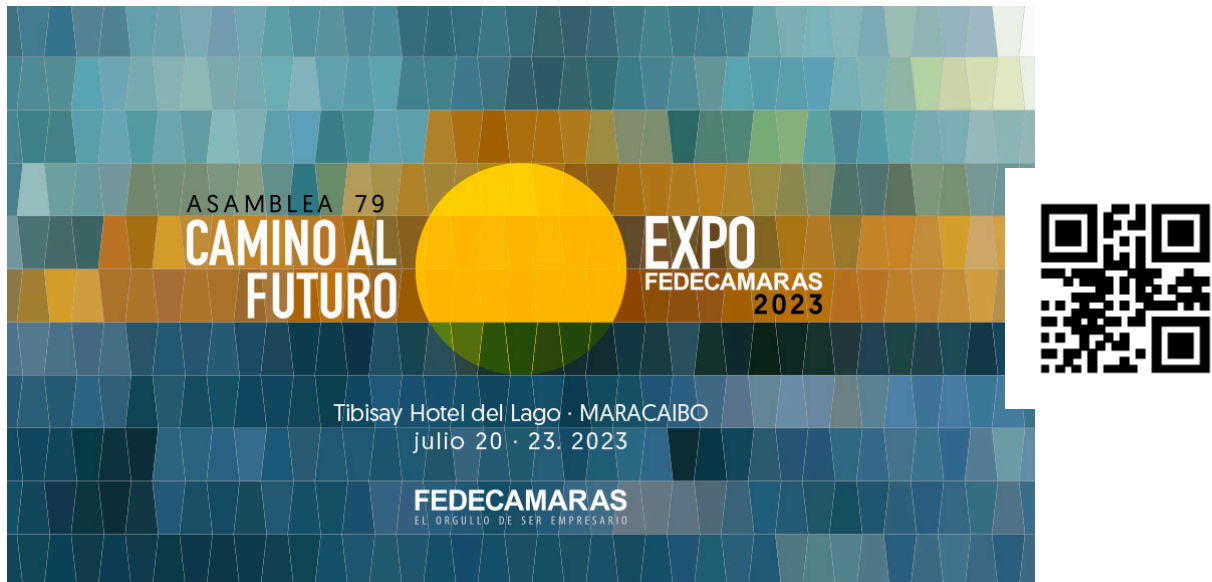 ASAMBLEA 79
CAMINO AL
FUTURO
EXPO
FEDECAMARAS
2023
Tibisay Hotel del Lago · MARACAIBO
julio 20 · 23. 2023
FEDECAMARAS
EL ORGULLO DE SER EMPRESARIO